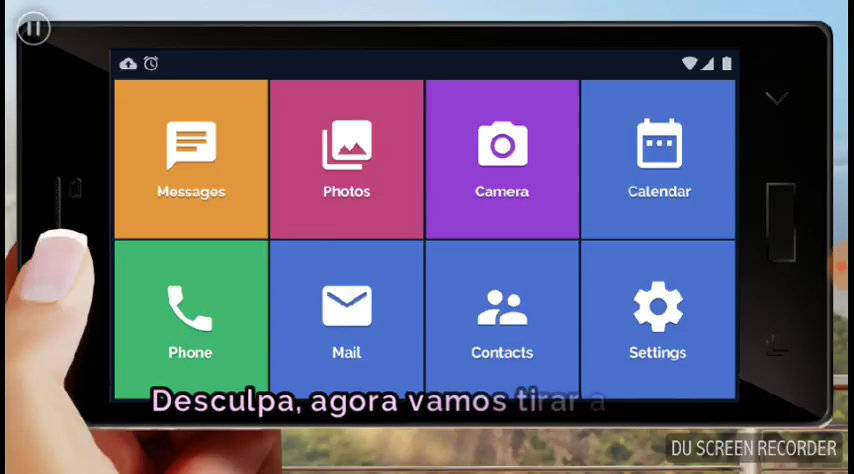 Messages
Photos
Camera
Calendar
Phone
Mail
Contacts
Settings
Desculpa, agora vamos tirar a
DU SCREEN RECORDER